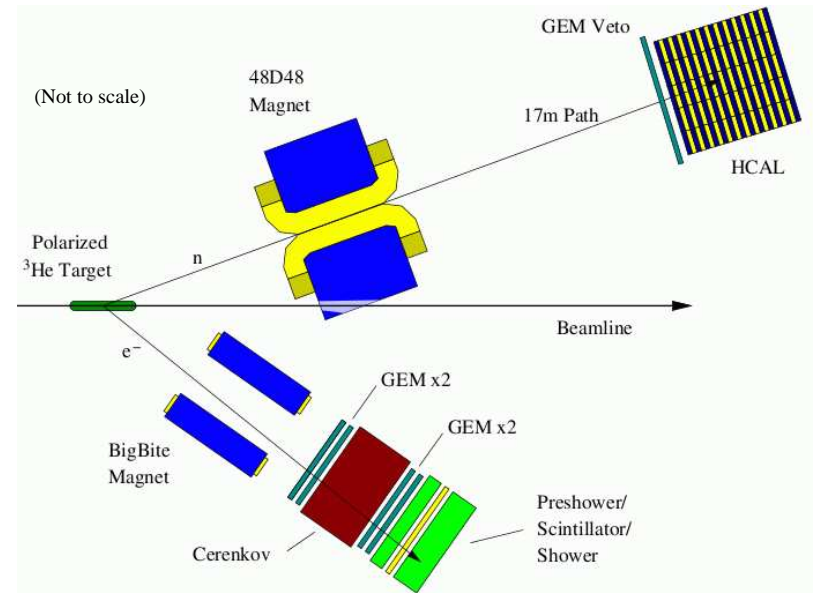 GEM Veto
48D48
Magnet
(Not to scale)
17m Path
HCAL
Polarized
³He Target
n
Beamline
e⁻
GEM x2
GEM x2
BigBite
Magnet
Preshower/
Scintillator/
Shower
Cerenkov